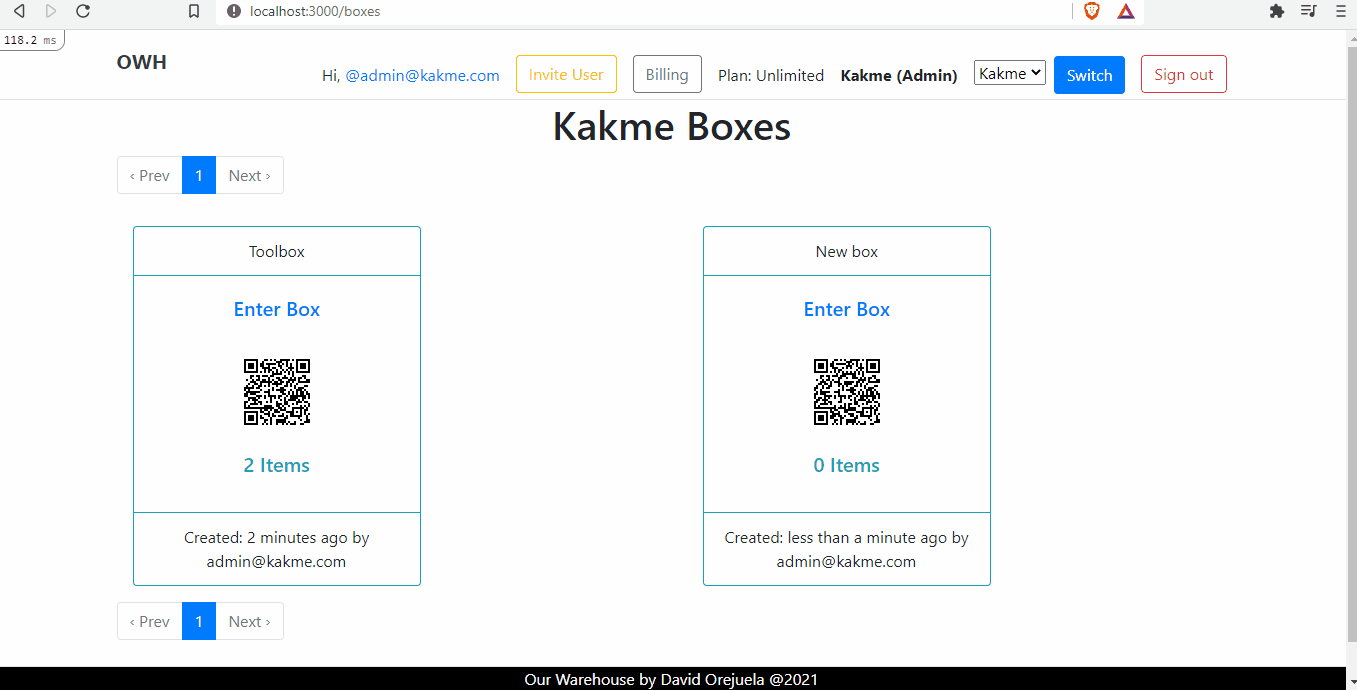 localhost:3000/boxes
118.2 ms
OWH
Hi, @admin@kakme.com Invite User Billing Plan: Unlimited Kakme (Admin) Kakme Switch Sign out
Kakme Boxes
‹ Prev 1 Next ›
Toolbox New box
Enter Box Enter Box
2 Items 0 Items
Created: 2 minutes ago by Created: less than a minute ago by
admin@kakme.com admin@kakme.com
‹ Prev 1 Next ›
Our Warehouse by David Orejuela @2021